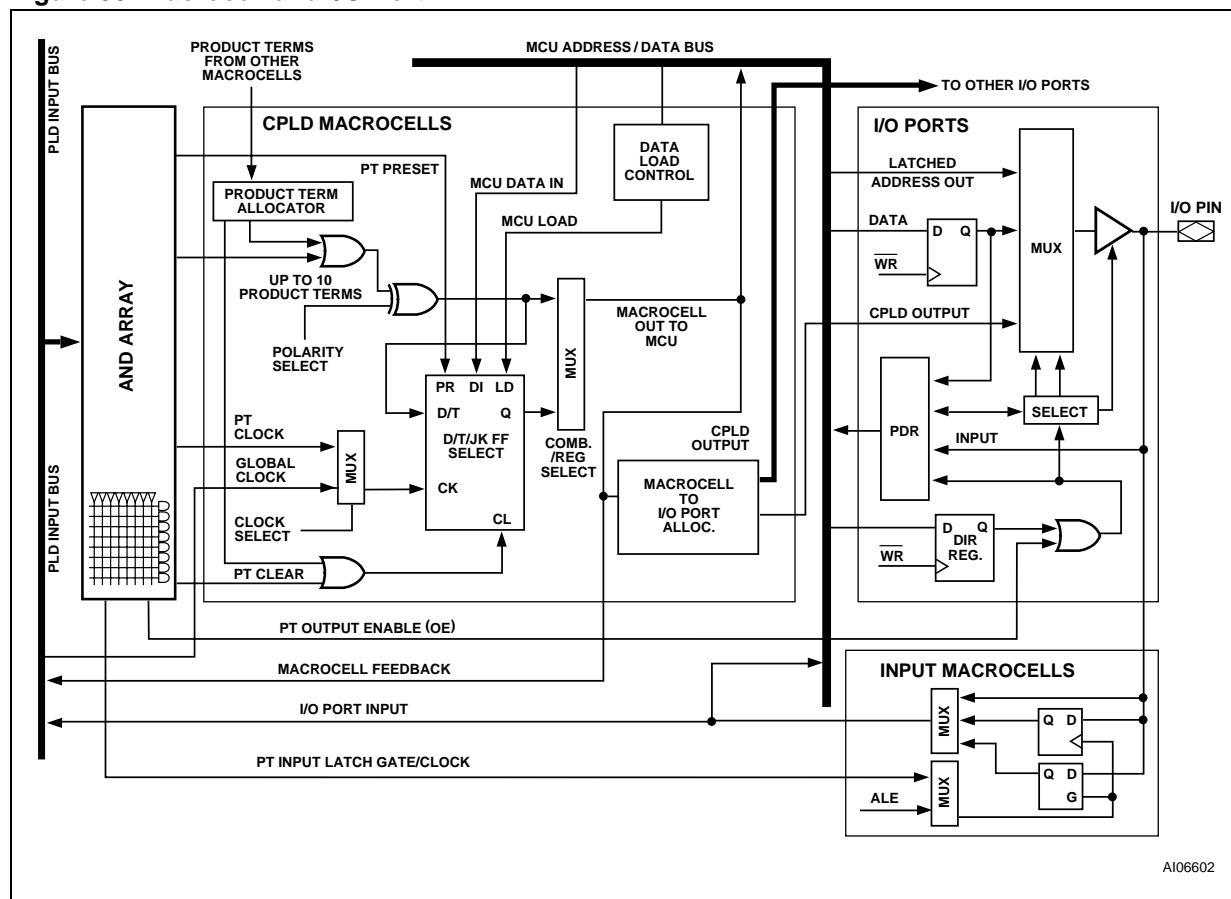 PRODUCT TERMS
FROM OTHER
MACROCELLS
MCU ADDRESS / DATA BUS
PLD INPUT BUS
TO OTHER I/O PORTS
CPLD MACROCELLS
I/O PORTS
AND ARRAY
PT PRESET
MCU DATA IN
MCU LOAD
DATA
LOAD
CONTROL
LATCHED
ADDRESS OUT
PRODUCT TERM
ALLOCATOR
DATA
D Q
WR
MUX
I/O PIN
UP TO 10
PRODUCT TERMS
POLARITY
SELECT
MUX
MACROCELL
OUT TO
MCU
CPLD OUTPUT
PR DI LD
D/T Q
D/T/JK FF
SELECT
CK
CL
COMB.
/REG
SELECT
CPLD
OUTPUT
PDR
SELECT
INPUT
PT
CLOCK
GLOBAL
CLOCK
MUX
CLOCK
SELECT
MACROCELL
TO
I/O PORT
ALLOC.
PLD INPUT BUS
D Q
DIR
REG.
WR
PT CLEAR
PT OUTPUT ENABLE (OE)
MACROCELL FEEDBACK
INPUT MACROCELLS
I/O PORT INPUT
MUX
Q D
PT INPUT LATCH GATE/CLOCK
MUX
Q D
G
ALE
AI06602